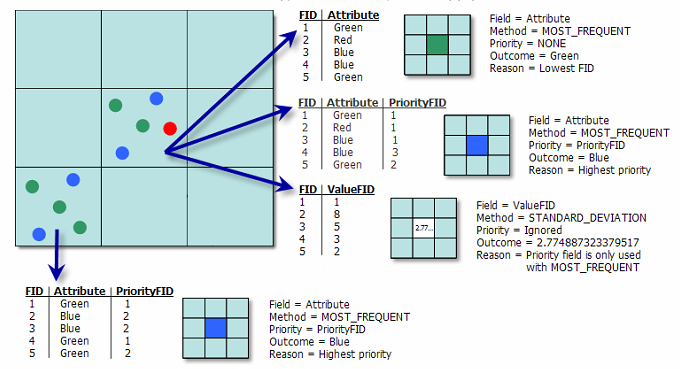 FID | Attribute
1 Green
2 Red
3 Blue
4 Blue
5 Green
Field = Attribute
Method = MOST_FREQUENT
Priority = NONE
Outcome = Green
Reason = Lowest FID
FID | Attribute | PriorityFID
1 Green 1
2 Red 1
3 Blue 1
4 Blue 3
5 Green 2
Field = Attribute
Method = MOST_FREQUENT
Priority = PriorityFID
Outcome = Blue
Reason = Highest priority
FID | ValueFID
1 1
2 8
3 5
4 3
5 2
2.77...
Field = ValueFID
Method = STANDARD_DEVIATION
Priority = Ignored
Outcome = 2.774887323379517
Reason = Priority field is only used
with MOST_FREQUENT
FID | Attribute | PriorityFID
1 Green 1
2 Blue 2
3 Blue 2
4 Green 1
5 Green 2
Field = Attribute
Method = MOST_FREQUENT
Priority = PriorityFID
Outcome = Blue
Reason = Highest priority